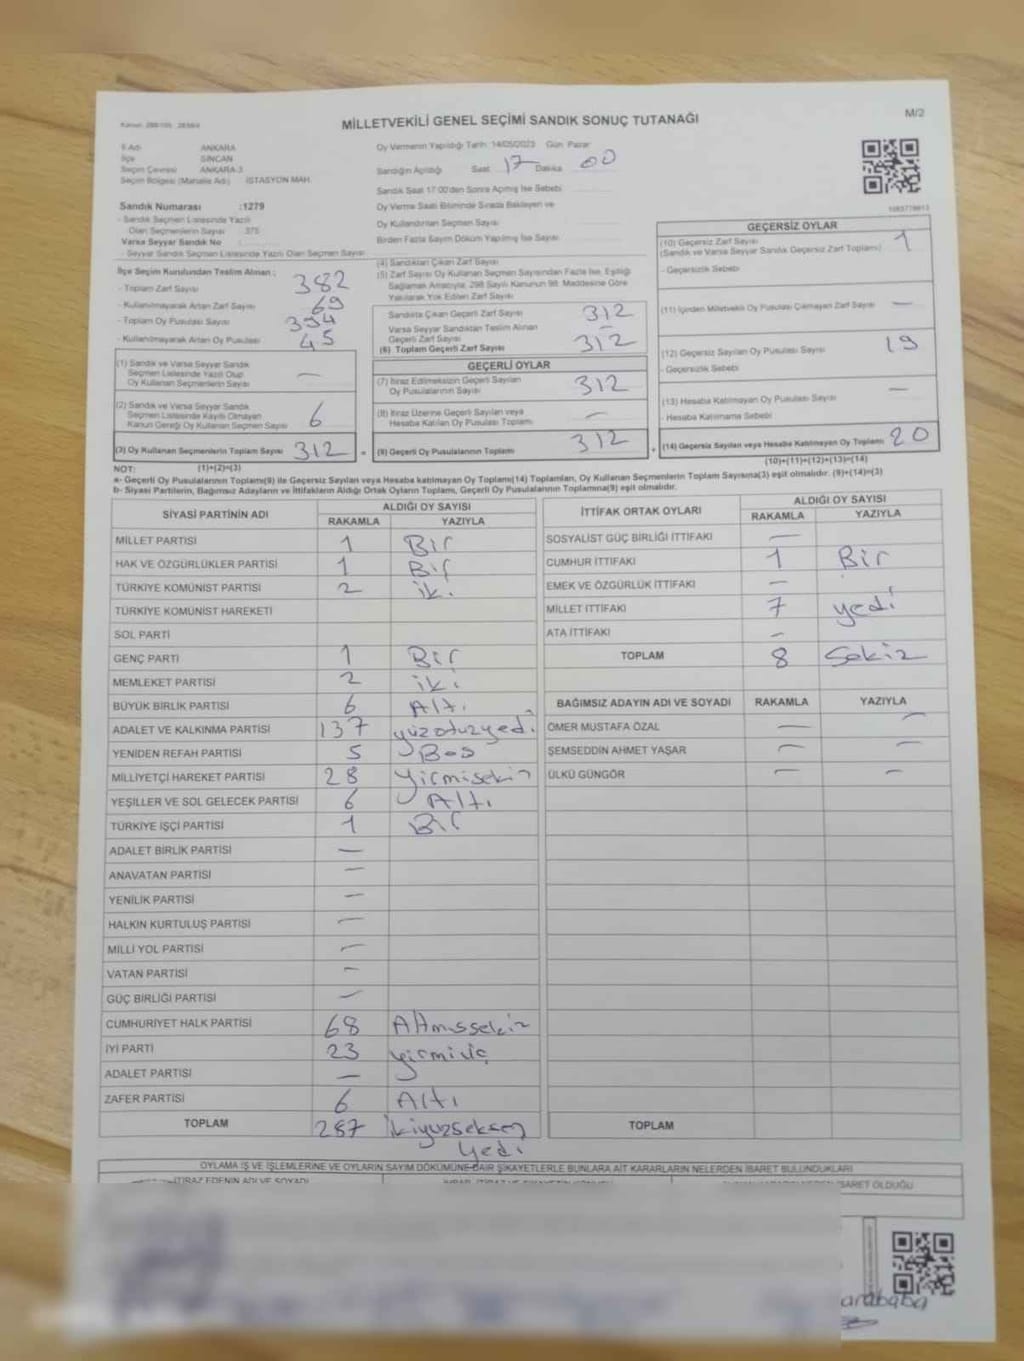 M/2
MİLLETVEKİLİ GENEL SEÇİMİ SANDIK SONUÇ TUTANAĞI
İl Adı ANKARA
İlçe SİNCAN
Seçim Çevresi ANKARA-3
Seçim Bölgesi (Mahalle Adı) İSTASYON MAH.
Oy Vermenin Yapıldığı Tarih: 14/05/2023 Gün: Pazar
Sandığın Açıldığı Saat 17 Dakika 00
Sandık Saat 17:00'den Sonra Açılmış İse Sebebi
Oy Verme Saati Bitiminde Sırada Bekleyen ve
Oy Kullandırılan Seçmen Sayısı
Birden Fazla Sayım Döküm Yapılmış İse Sayısı
Sandık Numarası :1279
- Sandık Seçmen Listesinde Yazılı
Olan Seçmenlerin Sayısı 375
Varsa Seyyar Sandık No
Seyyar Sandık Seçmen Listesinde Yazılı Olan Seçmen Sayısı
İlçe Seçim Kurulundan Teslim Alınan :
- Toplam Zarf Sayısı 382
- Kullanılmayarak Artan Zarf Sayısı 69
- Toplam Oy Pusulası Sayısı 394
- Kullanılmayarak Artan Oy Pusulası 45
(1) Sandık ve Varsa Seyyar Sandık
Seçmen Listesinde Yazılı Olup
Oy Kullanan Seçmenlerin Sayısı —
(2) Sandık ve Varsa Seyyar Sandık
Seçmen Listesinde Kayıtlı Olmayan
Kanun Gereği Oy Kullanan Seçmen Sayısı 6
(3) Oy Kullanan Seçmenlerin Toplam Sayısı 312 =
(4) Sandıktan Çıkan Zarf Sayısı
(5) Zarf Sayısı Oy Kullanan Seçmen Sayısından Fazla İse, Eşitliği
Sağlamak Amacıyla, 298 Sayılı Kanunun 98. Maddesine Göre
Yakılarak Yok Edilen Zarf Sayısı
Sandıkta Çıkan Geçerli Zarf 312
Varsa Seyyar Sandıktan Teslim Alınan
Geçerli Zarf Sayısı —
(6) Toplam Geçerli Zarf Sayısı 312
GEÇERLİ OYLAR
(7) İtiraz Edilmeksizin Geçerli Sayılan
Oy Pusulalarının Sayısı 312
(8) İtiraz Üzerine Geçerli Sayılan veya
Hesaba Katılan Oy Pusulası Toplamı —
(9) Geçerli Oy Pusulalarının Toplamı 312 +
GEÇERSİZ OYLAR
(10) Geçersiz Zarf Sayısı 1
(Sandık ve Varsa Seyyar Sandık Geçersiz Zarf Toplamı)
- Geçersizlik Sebebi
(11) İçinden Milletvekili Oy Pusulası Çıkmayan Zarf Sayısı —
(12) Geçersiz Sayılan Oy Pusulası Sayısı 19
- Geçersizlik Sebebi
(13) Hesaba Katılmayan Oy Pusulası Sayısı —
- Hesaba Katılmama Sebebi
(14) Geçersiz Sayılan veya Hesaba Katılmayan Oy Toplamı 20
NOT: (1)+(2)=(3) (10)+(11)+(12)+(13)=(14)
a- Geçerli Oy Pusulalarının Toplamı(9) ile Geçersiz Sayılan veya Hesaba katılmayan Oy Toplamı(14) Toplamları, Oy Kullanan Seçmenlerin Toplam Sayısına(3) eşit olmalıdır. (9)+(14)=(3)
b- Siyasi Partilerin, Bağımsız Adayların ve İttifakların Aldığı Ortak Oyların Toplamı, Geçerli Oy Pusulalarının Toplamına(9) eşit olmalıdır.
SİYASİ PARTİNİN ADI ALDIĞI OY SAYISI
RAKAMLA YAZIYLA
MİLLET PARTİSİ 1 Bir
HAK VE ÖZGÜRLÜKLER PARTİSİ 1 Bir
TÜRKİYE KOMÜNİST PARTİSİ 2 iki
TÜRKİYE KOMÜNİST HAREKETİ
SOL PARTİ
GENÇ PARTİ 1 Bir
MEMLEKET PARTİSİ 2 iki
BÜYÜK BİRLİK PARTİSİ 6 Altı
ADALET VE KALKINMA PARTİSİ 137 yüzotuzyedi
YENİDEN REFAH PARTİSİ 5 Beş
MİLLİYETÇİ HAREKET PARTİSİ 28 yirmisekiz
YEŞİLLER VE SOL GELECEK PARTİSİ 6 Altı
TÜRKİYE İŞÇİ PARTİSİ 1 Bir
ADALET BİRLİK PARTİSİ —
ANAVATAN PARTİSİ —
YENİLİK PARTİSİ —
HALKIN KURTULUŞ PARTİSİ —
MİLLİ YOL PARTİSİ —
VATAN PARTİSİ —
GÜÇ BİRLİĞİ PARTİSİ —
CUMHURİYET HALK PARTİSİ 68 Altmışsekiz
İYİ PARTİ 23 yirmiüç
ADALET PARTİSİ —
ZAFER PARTİSİ 6 Altı
TOPLAM 287 ikiyüzseksen
yedi
İTTİFAK ORTAK OYLARI ALDIĞI OY SAYISI
RAKAMLA YAZIYLA
SOSYALİST GÜÇ BİRLİĞİ İTTİFAKI —
CUMHUR İTTİFAKI 1 Bir
EMEK VE ÖZGÜRLÜK İTTİFAKI —
MİLLET İTTİFAKI 7 yedi
ATA İTTİFAKI —
TOPLAM 8 Sekiz
BAĞIMSIZ ADAYIN ADI VE SOYADI RAKAMLA YAZIYLA
ÖMER MUSTAFA ÖZAL — —
ŞEMSEDDİN AHMET YAŞAR — —
ÜLKÜ GÜNGÖR — —
TOPLAM
OYLAMA İŞ VE İŞLEMLERİNE VE OYLARIN SAYIM DÖKÜMÜNE DAİR ŞİKAYETLERLE BUNLARA AİT KARARLARIN NELERDEN İBARET BULUNDUKLARI
İTİRAZ EDENİN ADI VE SOYADI
İBARET OLDUĞU
arababa